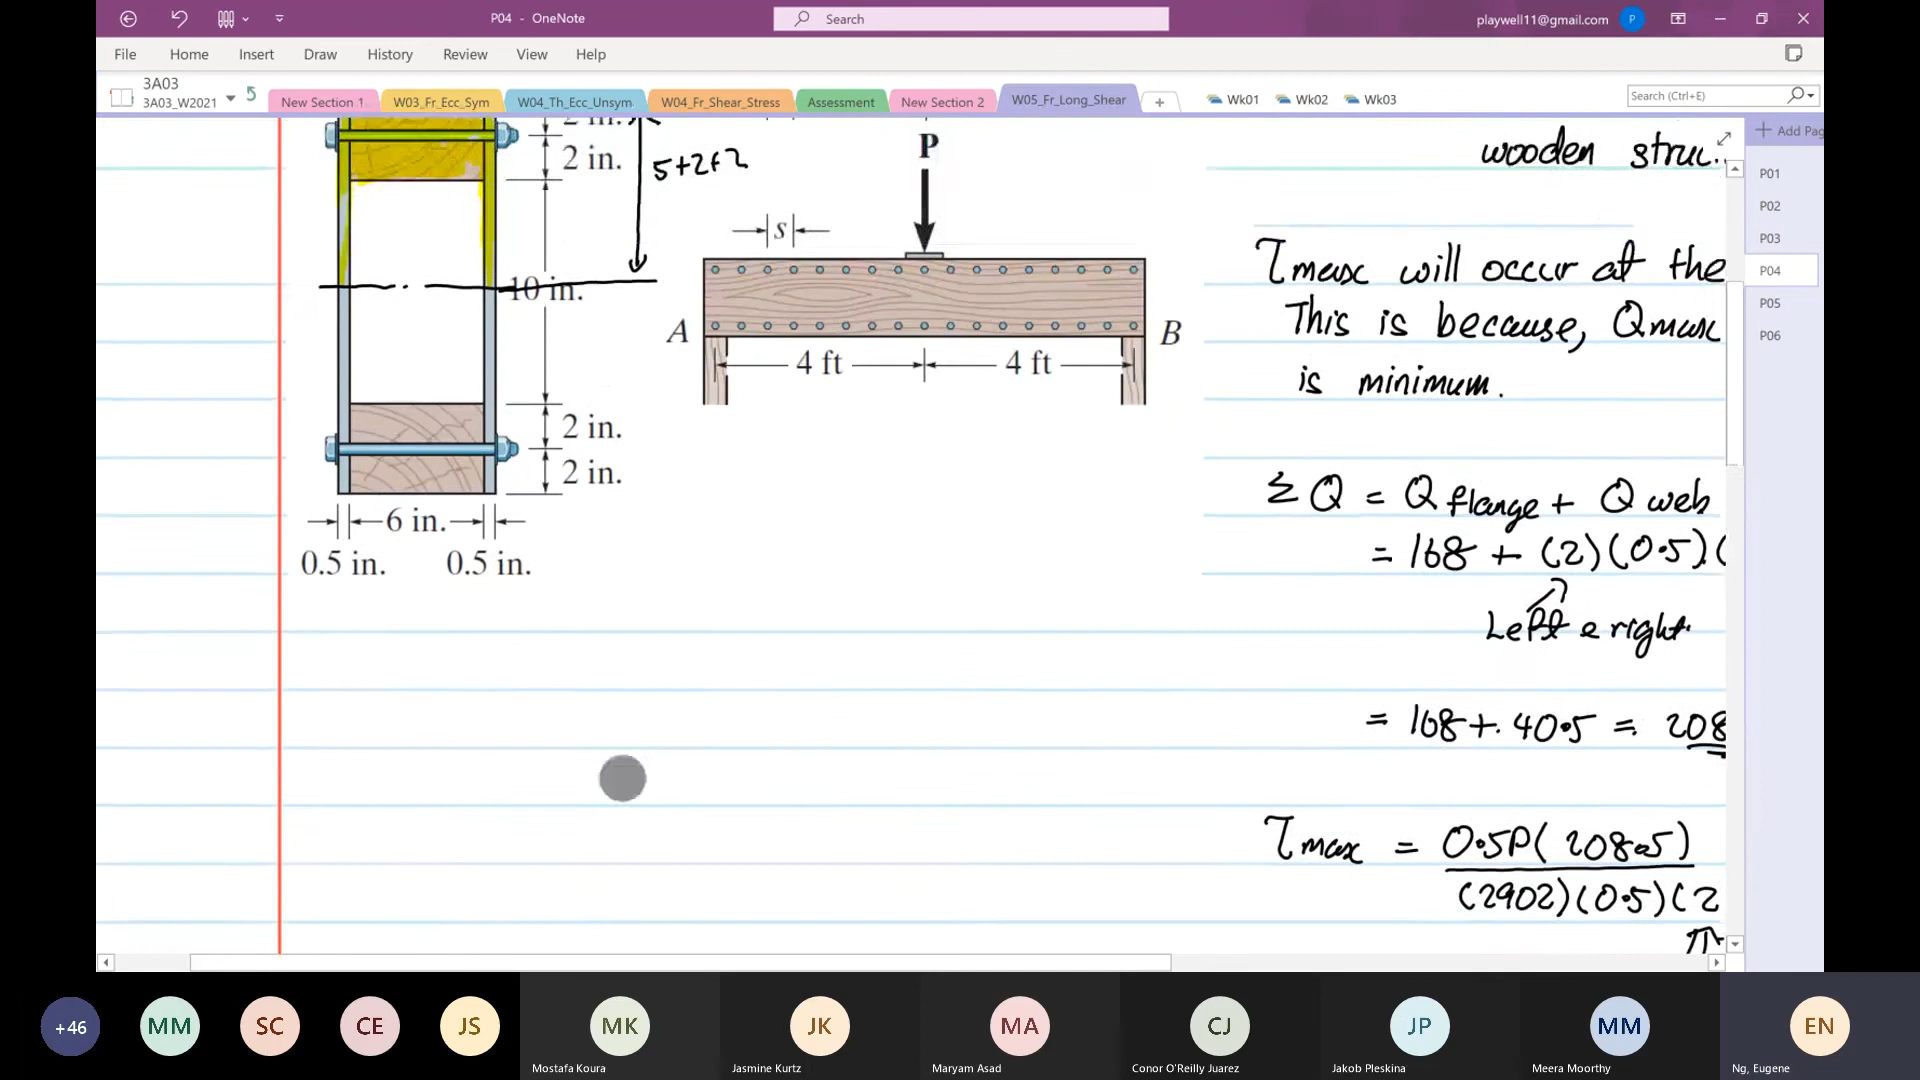 P04 - OneNote
Search
playwell11@gmail.com
P
File Home Insert Draw History Review View Help
3A03
3A03_W2021
New Section 1
W03_Fr_Ecc_Sym
W04_Th_Ecc_Unsym
W04_Fr_Shear_Stress
Assessment
New Section 2
W05_Fr_Long_Shear
+
Wk01
Wk02
Wk03
Search (Ctrl+E)
Add Pag
P01
P02
P03
P04
P05
P06
2 in.
2 in.
5+2+2
10 in.
2 in.
2 in.
6 in.
0.5 in. 0.5 in.
P
s
A
B
4 ft 4 ft
wooden struc..
τmax will occur at the
This is because, Qmax
is minimum.
ΣQ = Q flange + Q web
= 168 + (2)(0.5)(
Left & right.
= 168 + 40.5 = 208
τmax = 0.5P(208.5)
(2902)(0.5)(2
+46
MM
SC
CE
JS
MK
Mostafa Koura
JK
Jasmine Kurtz
MA
Maryam Asad
CJ
Conor O'Reilly Juarez
JP
Jakob Pleskina
MM
Meera Moorthy
EN
Ng, Eugene